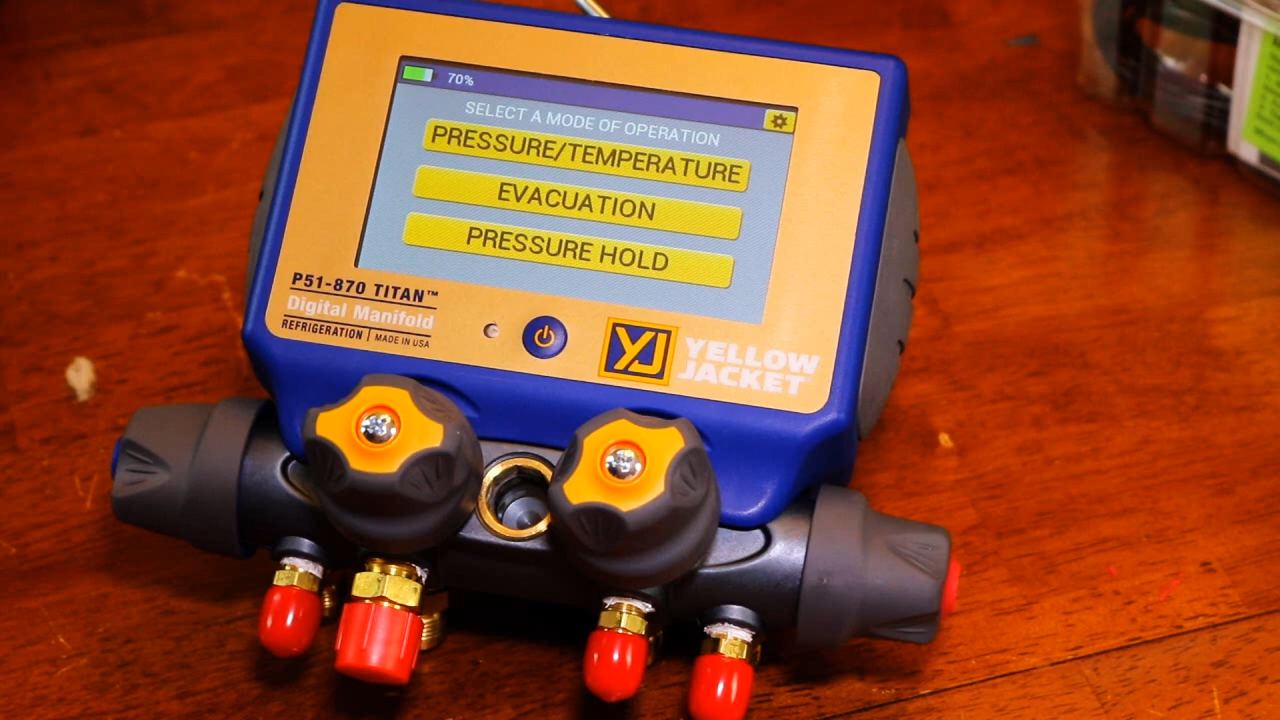 70%
SELECT A MODE OF OPERATION
PRESSURE/TEMPERATURE
EVACUATION
PRESSURE HOLD
P51-870 TITAN™
Digital Manifold
REFRIGERATION | MADE IN USA
YJ YELLOW
JACKET